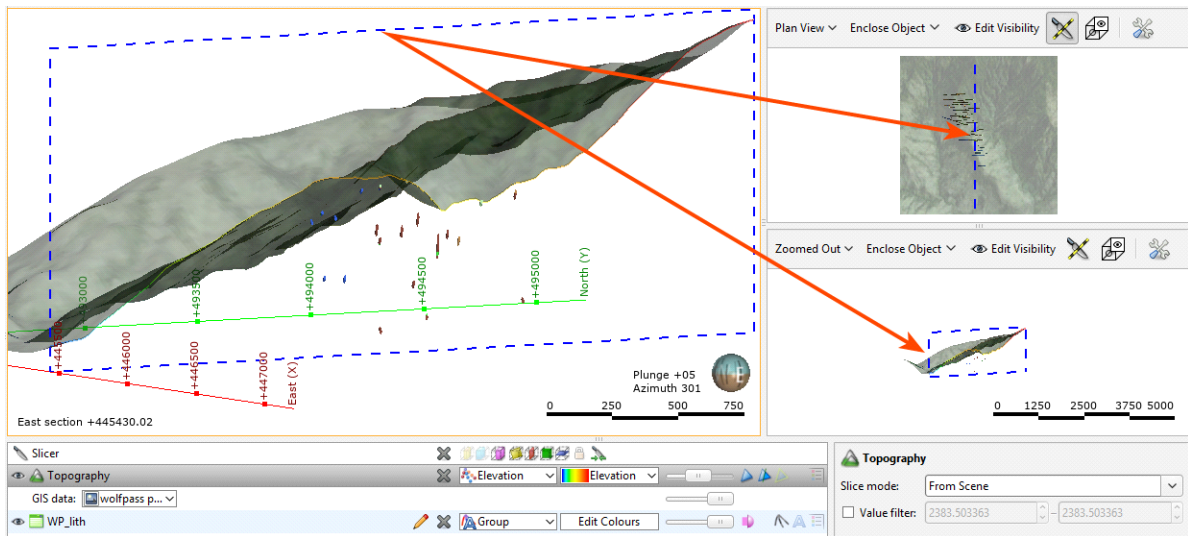 Plan View
Enclose Object
Edit Visibility
+493000
+493500
+494000
+494500
+495000
North (Y)
+446000
+446500
+447000
East (X)
Plunge +05
Azimuth 301
E
0 250 500 750
East section +445430.02
Zoomed Out
Enclose Object
Edit Visibility
0 1250 2500 3750 5000
Slicer
Topography
Elevation
Elevation
GIS data:
wolfpass p...
WP_lith
Group
Edit Colours
Topography
Slice mode:
From Scene
Value filter:
2383.503363 – 2383.503363